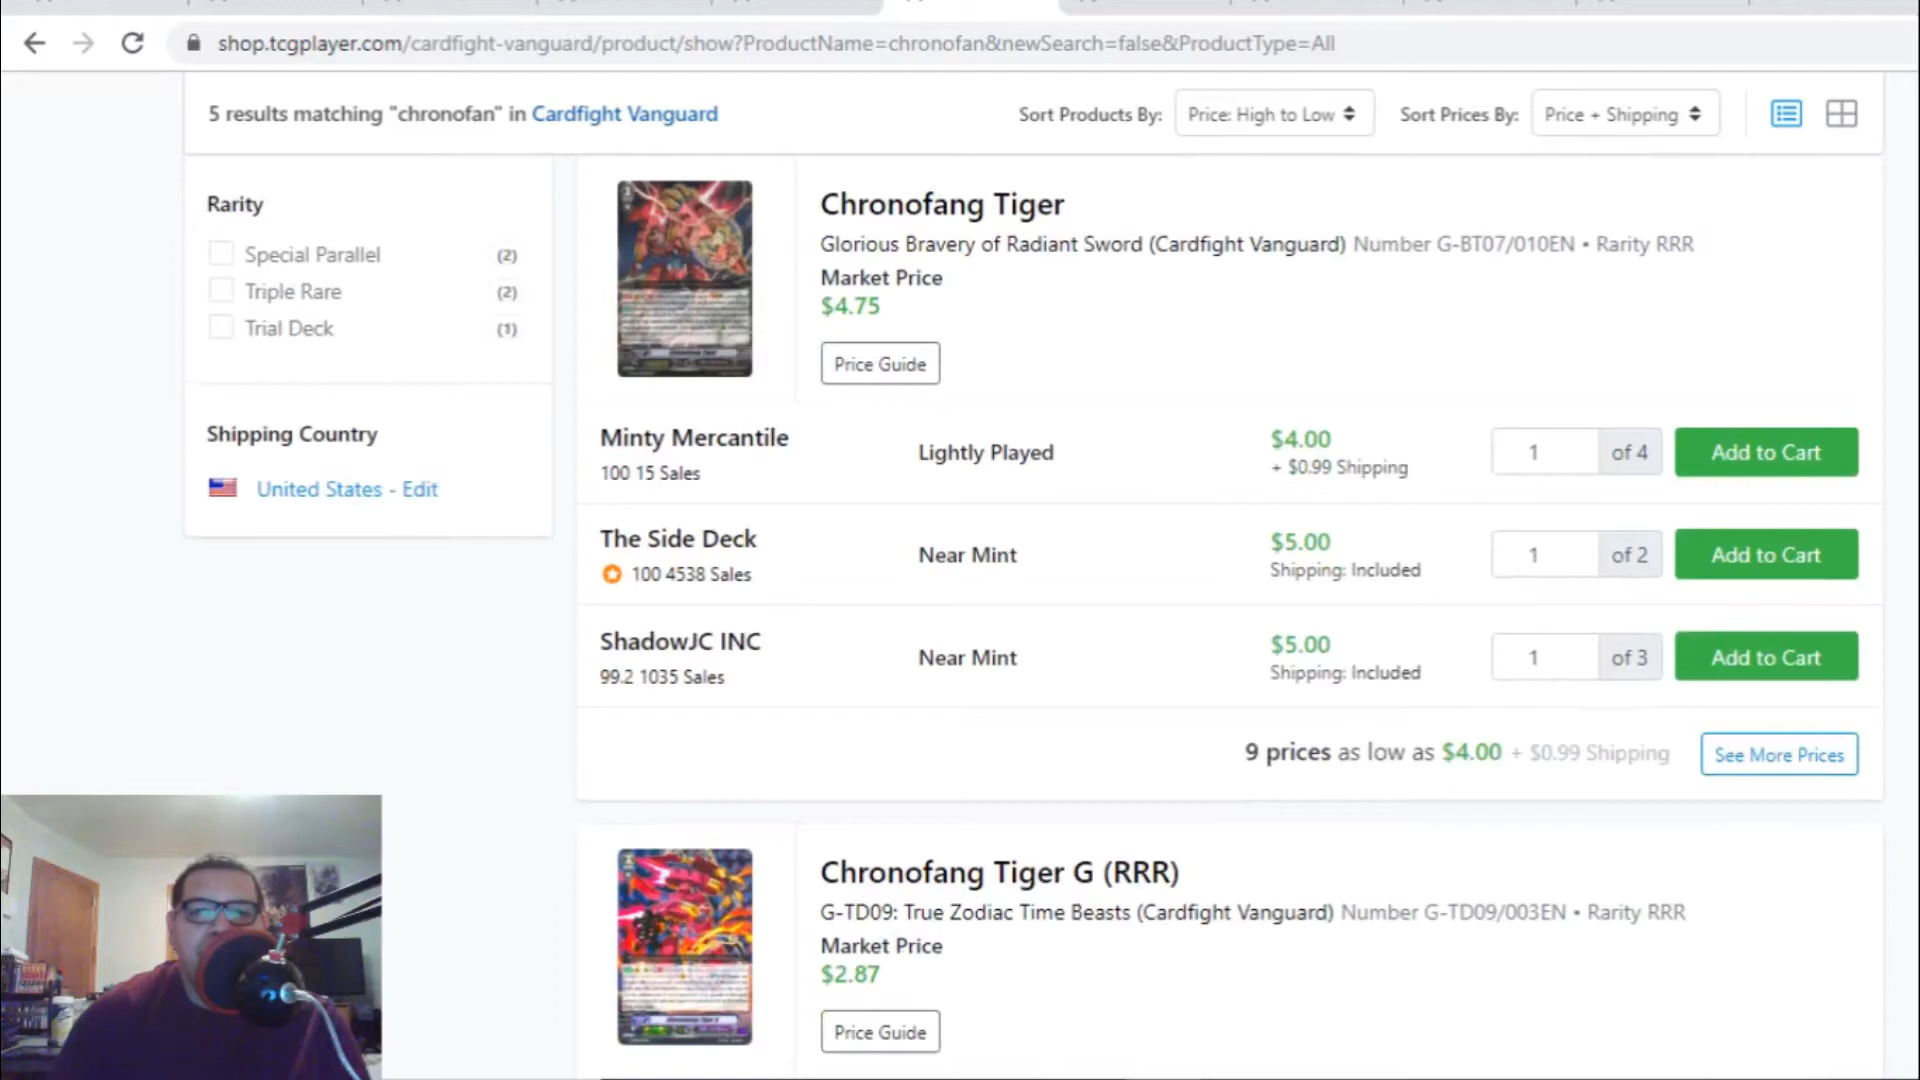 shop.tcgplayer.com/cardfight-vanguard/product/show?ProductName=chronofan&newSearch=false&ProductType=All
5 results matching "chronofan" in Cardfight Vanguard
Sort Products By: Price: High to Low Sort Prices By: Price + Shipping
Rarity
Special Parallel (2)
Triple Rare (2)
Trial Deck (1)
Shipping Country
United States - Edit
Chronofang Tiger
Glorious Bravery of Radiant Sword (Cardfight Vanguard) Number G-BT07/010EN • Rarity RRR
Market Price
$4.75
Price Guide
Minty Mercantile
100 15 Sales
Lightly Played
$4.00
+ $0.99 Shipping
1 of 4
Add to Cart
The Side Deck
100 4538 Sales
Near Mint
$5.00
Shipping: Included
1 of 2
Add to Cart
ShadowJC INC
99.2 1035 Sales
Near Mint
$5.00
Shipping: Included
1 of 3
Add to Cart
9 prices as low as $4.00 + $0.99 Shipping
See More Prices
Chronofang Tiger G (RRR)
G-TD09: True Zodiac Time Beasts (Cardfight Vanguard) Number G-TD09/003EN • Rarity RRR
Market Price
$2.87
Price Guide